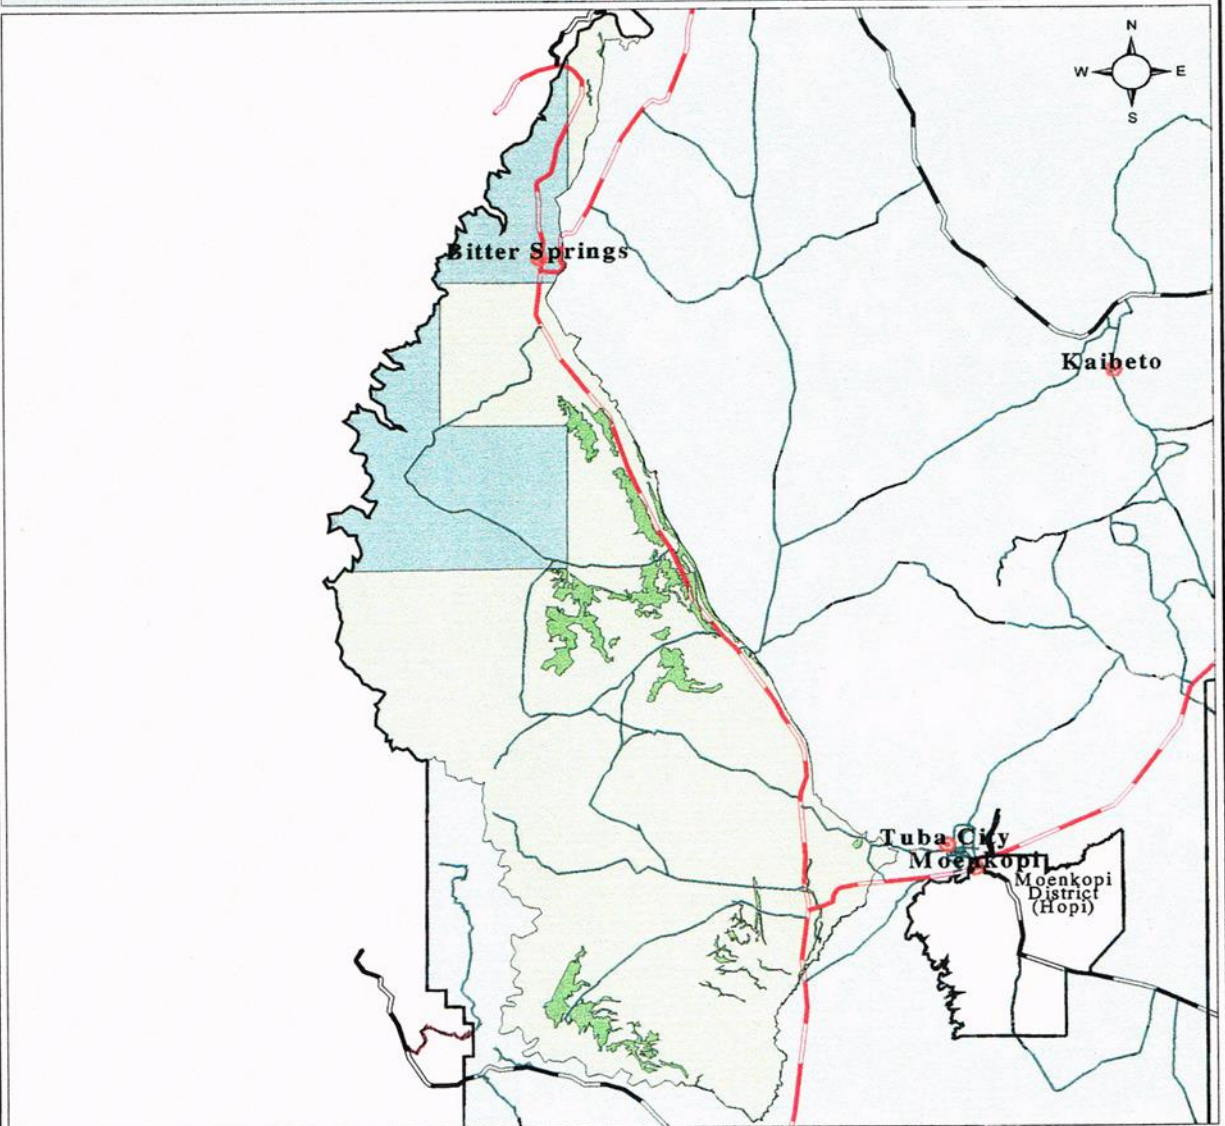 N
W E
S
Bitter Springs
Kaibeto
Tuba City
Moenkopi
Moenkopi
District
(Hopi)